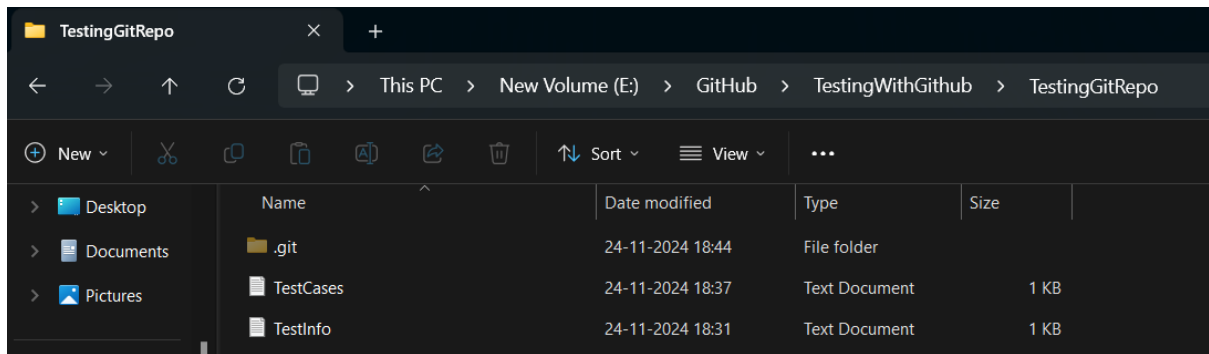 TestingGitRepo
This PC > New Volume (E:) > GitHub > TestingWithGithub > TestingGitRepo
New Sort View
Name Date modified Type Size
Desktop
.git 24-11-2024 18:44 File folder
Documents
TestCases 24-11-2024 18:37 Text Document 1 KB
Pictures
TestInfo 24-11-2024 18:31 Text Document 1 KB